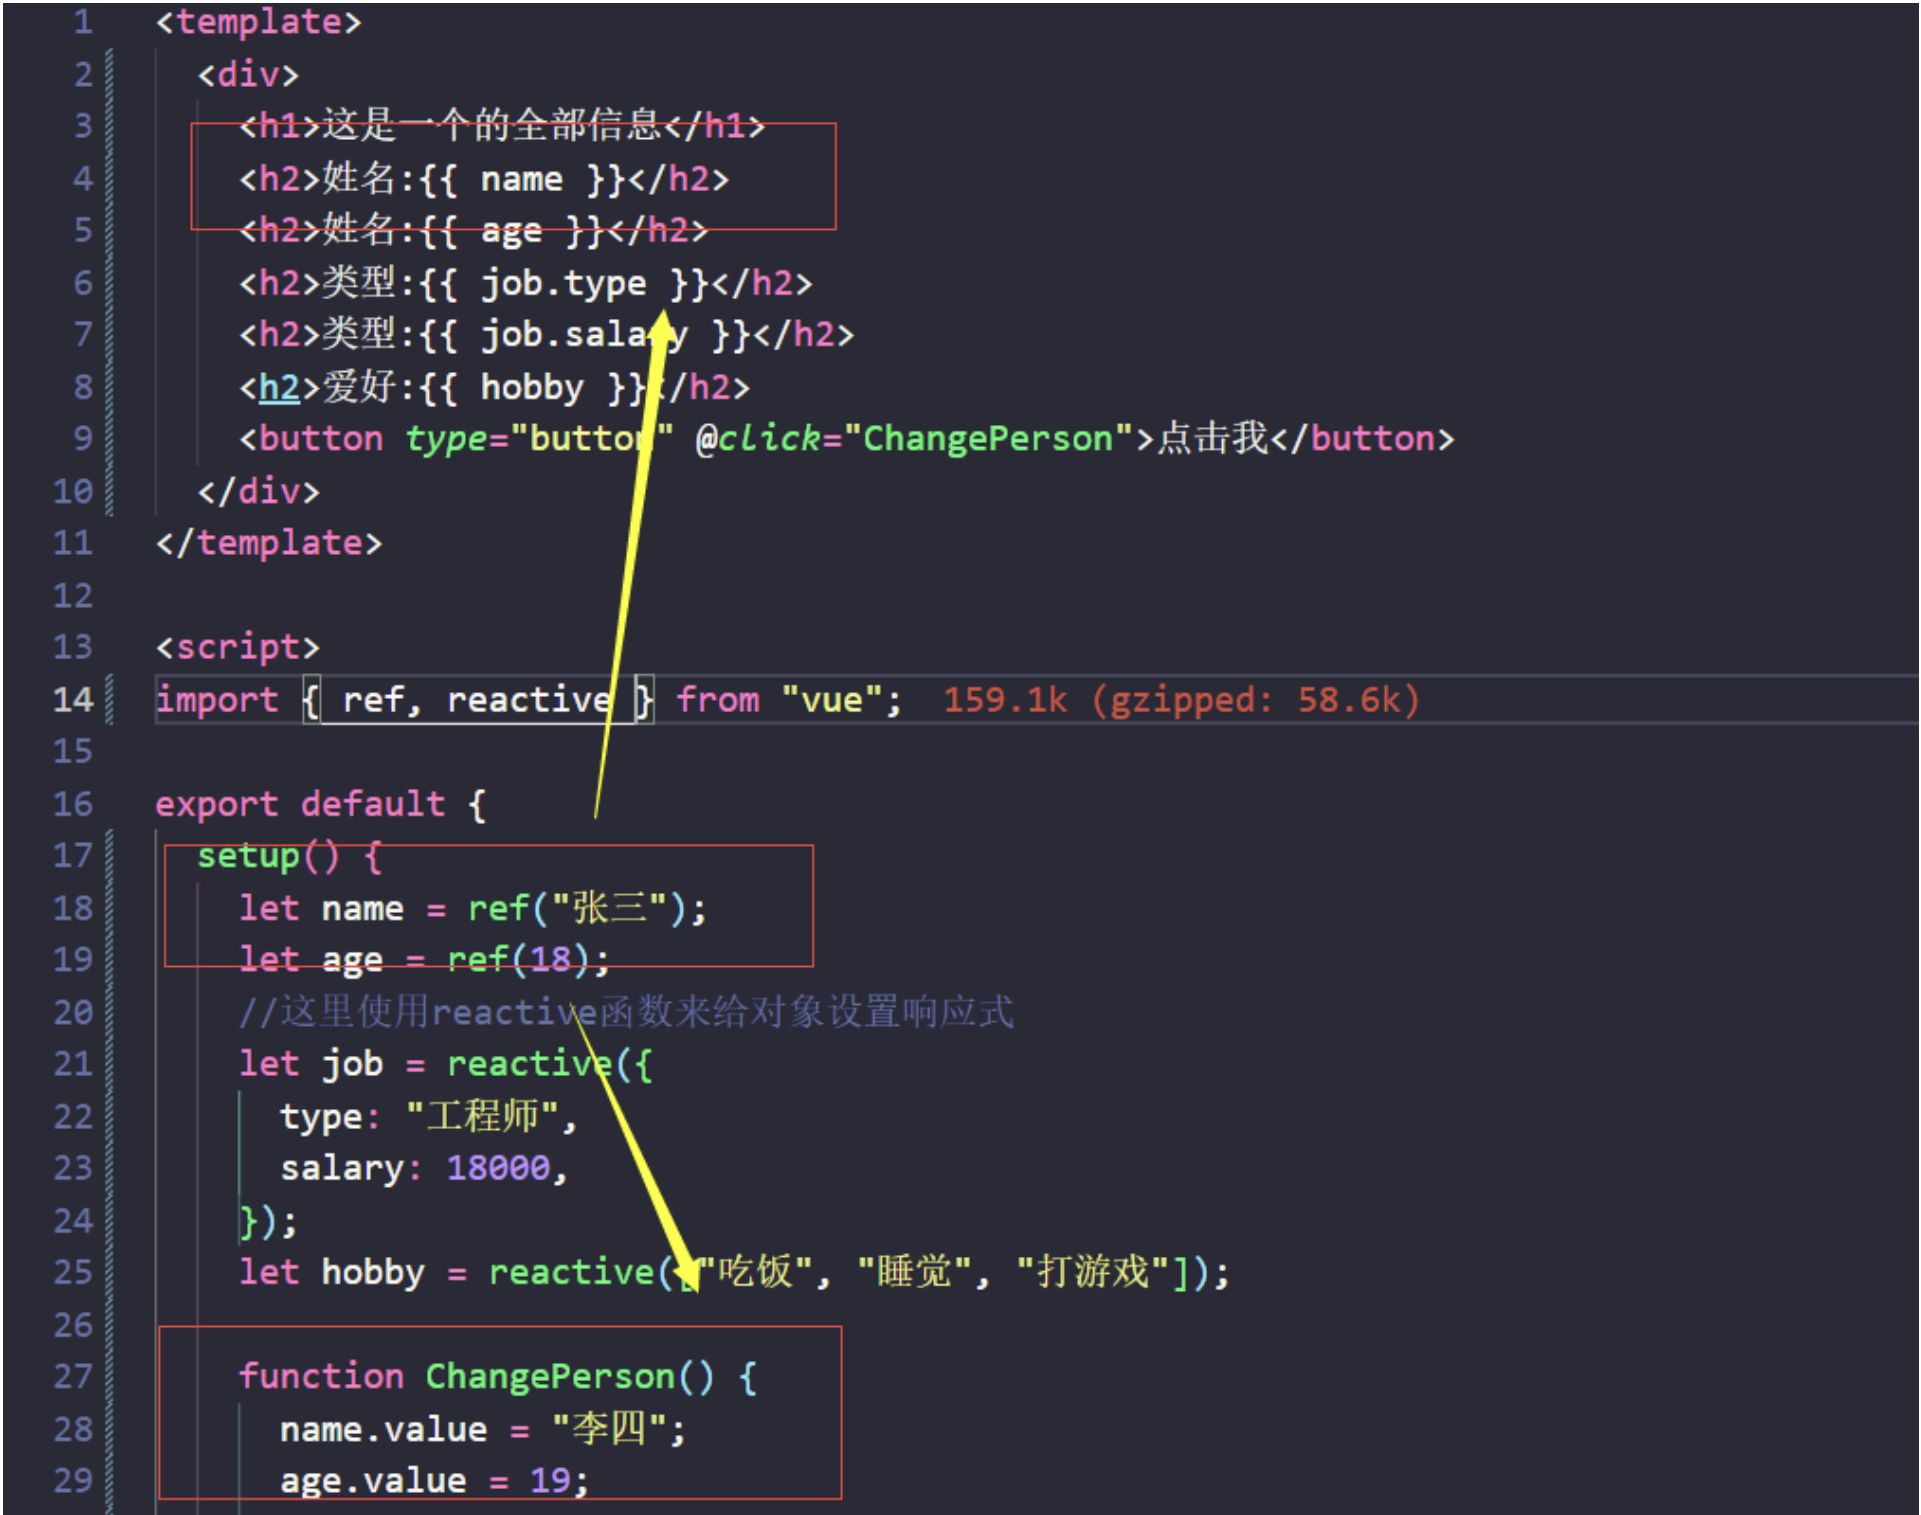 1 <template>
2 <div>
3 <h1>这是一个的全部信息</h1>
4 <h2>姓名:{{ name }}</h2>
5 <h2>姓名:{{ age }}</h2>
6 <h2>类型:{{ job.type }}</h2>
7 <h2>类型:{{ job.salary }}</h2>
8 <h2>爱好:{{ hobby }}</h2>
9 <button type="button" @click="ChangePerson">点击我</button>
10 </div>
11 </template>
12
13 <script>
14 import { ref, reactive } from "vue"; 159.1k (gzipped: 58.6k)
15
16 export default {
17 setup() {
18 let name = ref("张三");
19 let age = ref(18);
20 //这里使用reactive函数来给对象设置响应式
21 let job = reactive({
22 type: "工程师",
23 salary: 18000,
24 });
25 let hobby = reactive(["吃饭", "睡觉", "打游戏"]);
26
27 function ChangePerson() {
28 name.value = "李四";
29 age.value = 19;